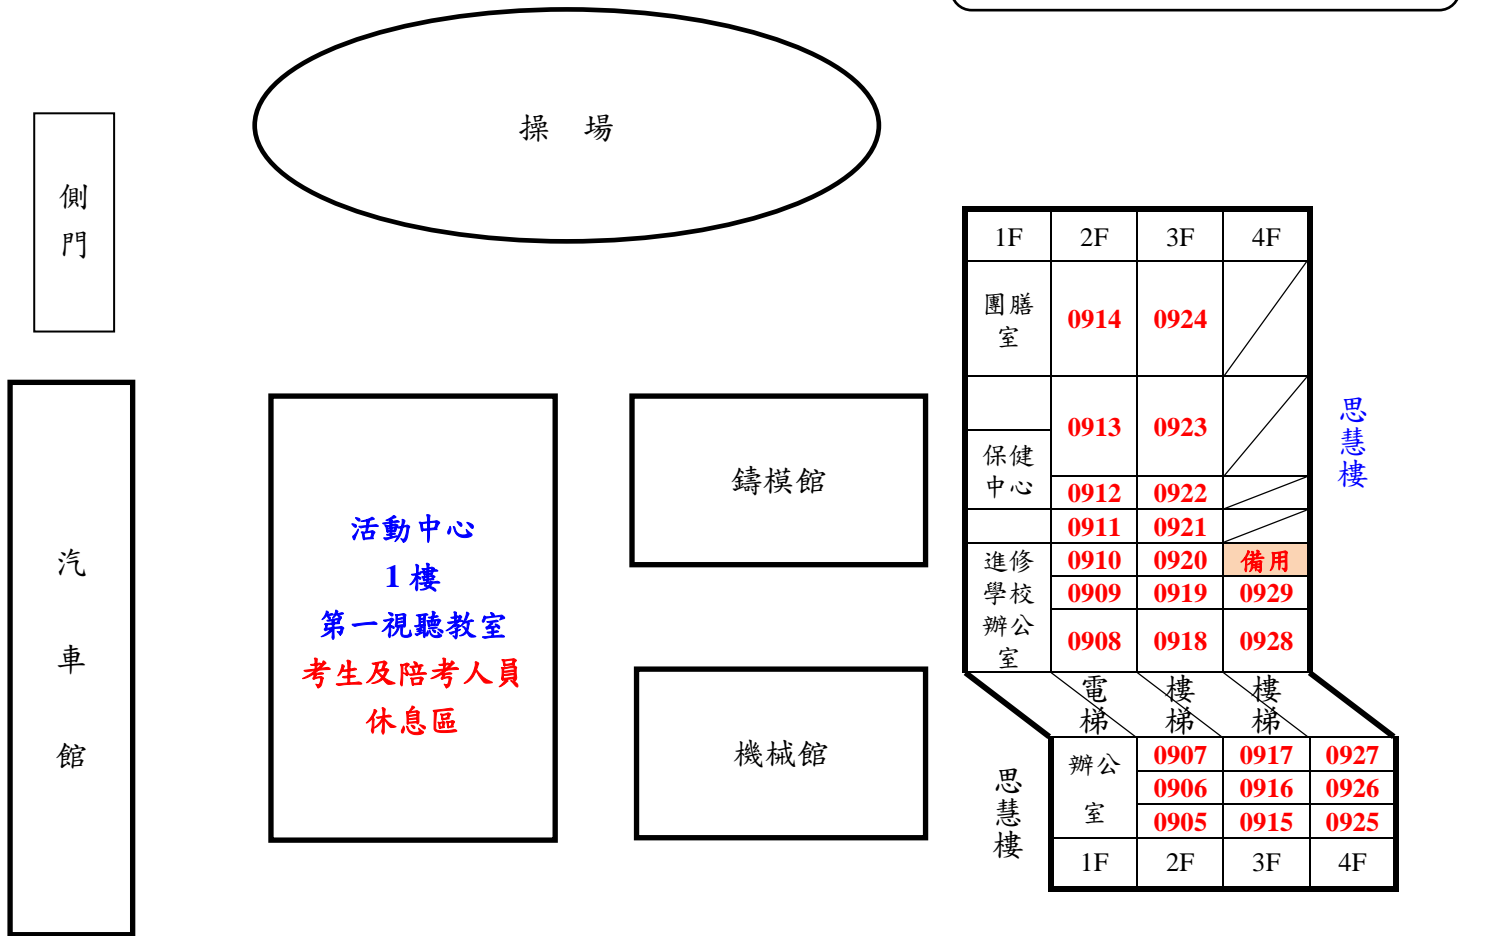 操 場
側
門
1F 2F 3F 4F
團膳 0914 0924
室
0913 0923
保健
中心 0912 0922
0911 0921
進修 0910 0920 備用
學校 0909 0919 0929
辦公 0908 0918 0928
室
思
慧
樓
鑄模館
活動中心
1 樓
第一視聽教室
考生及陪考人員
休息區
汽
車
館
機械館
電 樓 樓
梯 梯 梯
思
慧
樓
辦公 0907 0917 0927
0906 0916 0926
室 0905 0915 0925
1F 2F 3F 4F